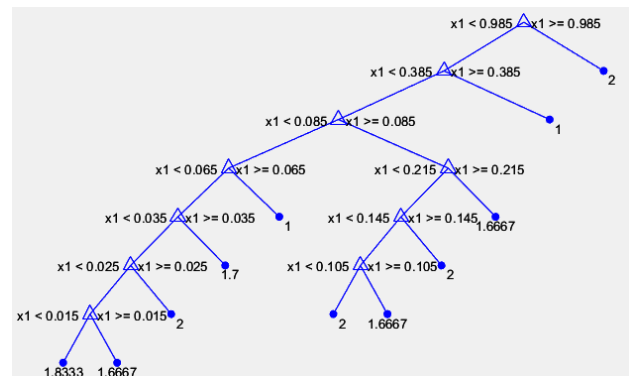 x1 < 0.985 x1 >= 0.985
x1 < 0.385 x1 >= 0.385
2
x1 < 0.085 x1 >= 0.085
1
x1 < 0.065 x1 >= 0.065
x1 < 0.215 x1 >= 0.215
x1 < 0.035 x1 >= 0.035
1
x1 < 0.145 x1 >= 0.145
1.6667
x1 < 0.025 x1 >= 0.025
1.7
x1 < 0.105 x1 >= 0.105
2
x1 < 0.015 x1 >= 0.015
2
2
1.6667
1.8333
1.6667